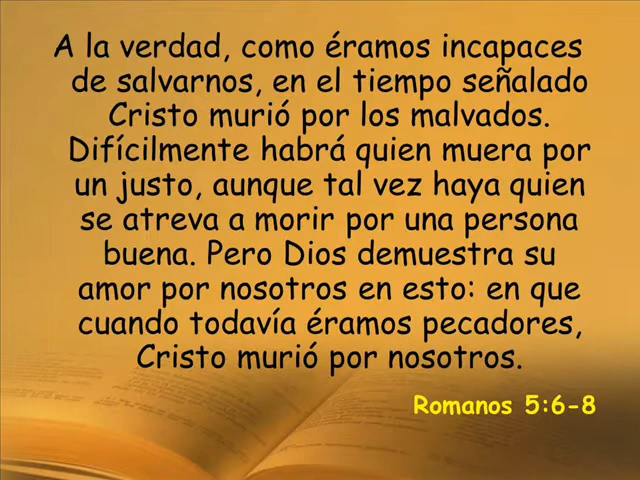 A la verdad, como éramos incapaces
de salvarnos, en el tiempo señalado
Cristo murió por los malvados.
Difícilmente habrá quien muera por
un justo, aunque tal vez haya quien
se atreva a morir por una persona
buena. Pero Dios demuestra su
amor por nosotros en esto: en que
cuando todavía éramos pecadores,
Cristo murió por nosotros.
Romanos 5:6-8